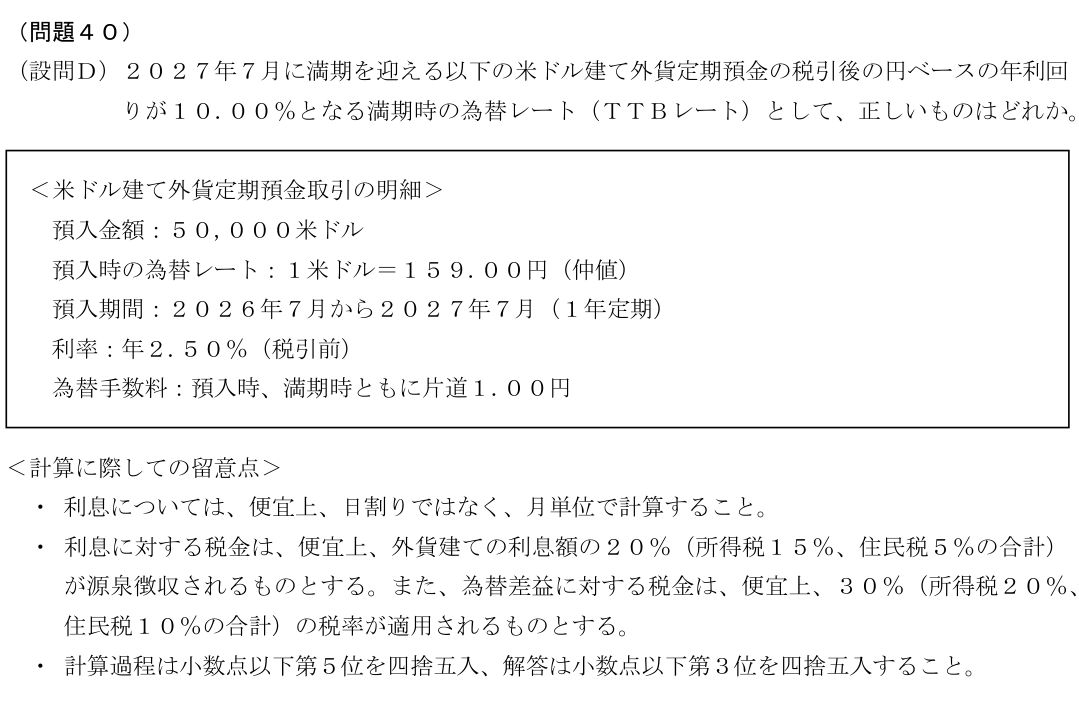 （問題４０）
（設問Ｄ）２０２７年７月に満期を迎える以下の米ドル建て外貨定期預金の税引後の円ベースの年利回
りが１０．００％となる満期時の為替レート（ＴＴＢレート）として、正しいものはどれか。
＜米ドル建て外貨定期預金取引の明細＞
預入金額：５０，０００米ドル
預入時の為替レート：１米ドル＝１５９．００円（仲値）
預入期間：２０２６年７月から２０２７年７月（１年定期）
利率：年２．５０％（税引前）
為替手数料：預入時、満期時ともに片道１．００円
＜計算に際しての留意点＞
・ 利息については、便宜上、日割りではなく、月単位で計算すること。
・ 利息に対する税金は、便宜上、外貨建ての利息額の２０％（所得税１５％、住民税５％の合計）
が源泉徴収されるものとする。また、為替差益に対する税金は、便宜上、３０％（所得税２０％、
住民税１０％の合計）の税率が適用されるものとする。
・ 計算過程は小数点以下第５位を四捨五入、解答は小数点以下第３位を四捨五入すること。